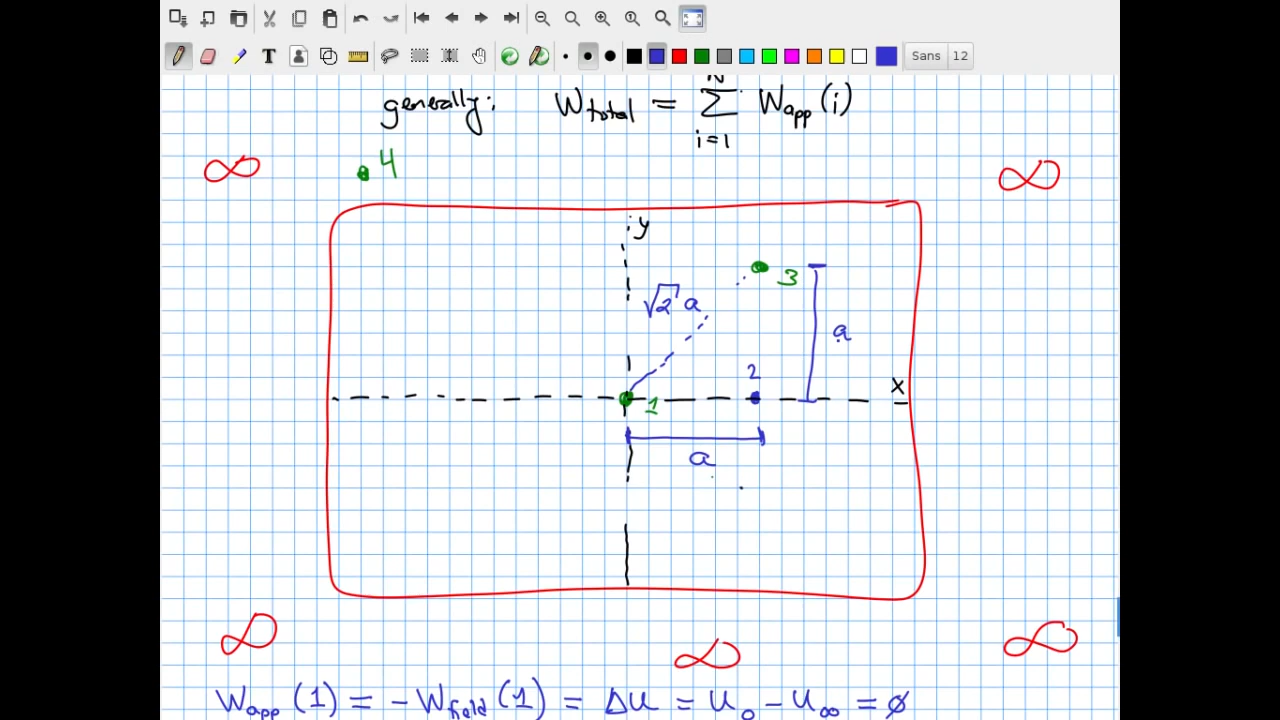 Sans 12
generally: W_total = Σ_{i=1}^{N} W_app(i)
∞ 4 ∞
y
3
√2 a
a
2
x
1
a
∞ ∞ ∞
W_app(1) = -W_field(1) = ΔU = U_0 - U_∞ = ∅